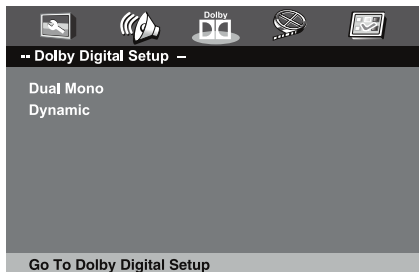 Dolby
-- Dolby Digital Setup –
Dual Mono
Dynamic
Go To Dolby Digital Setup